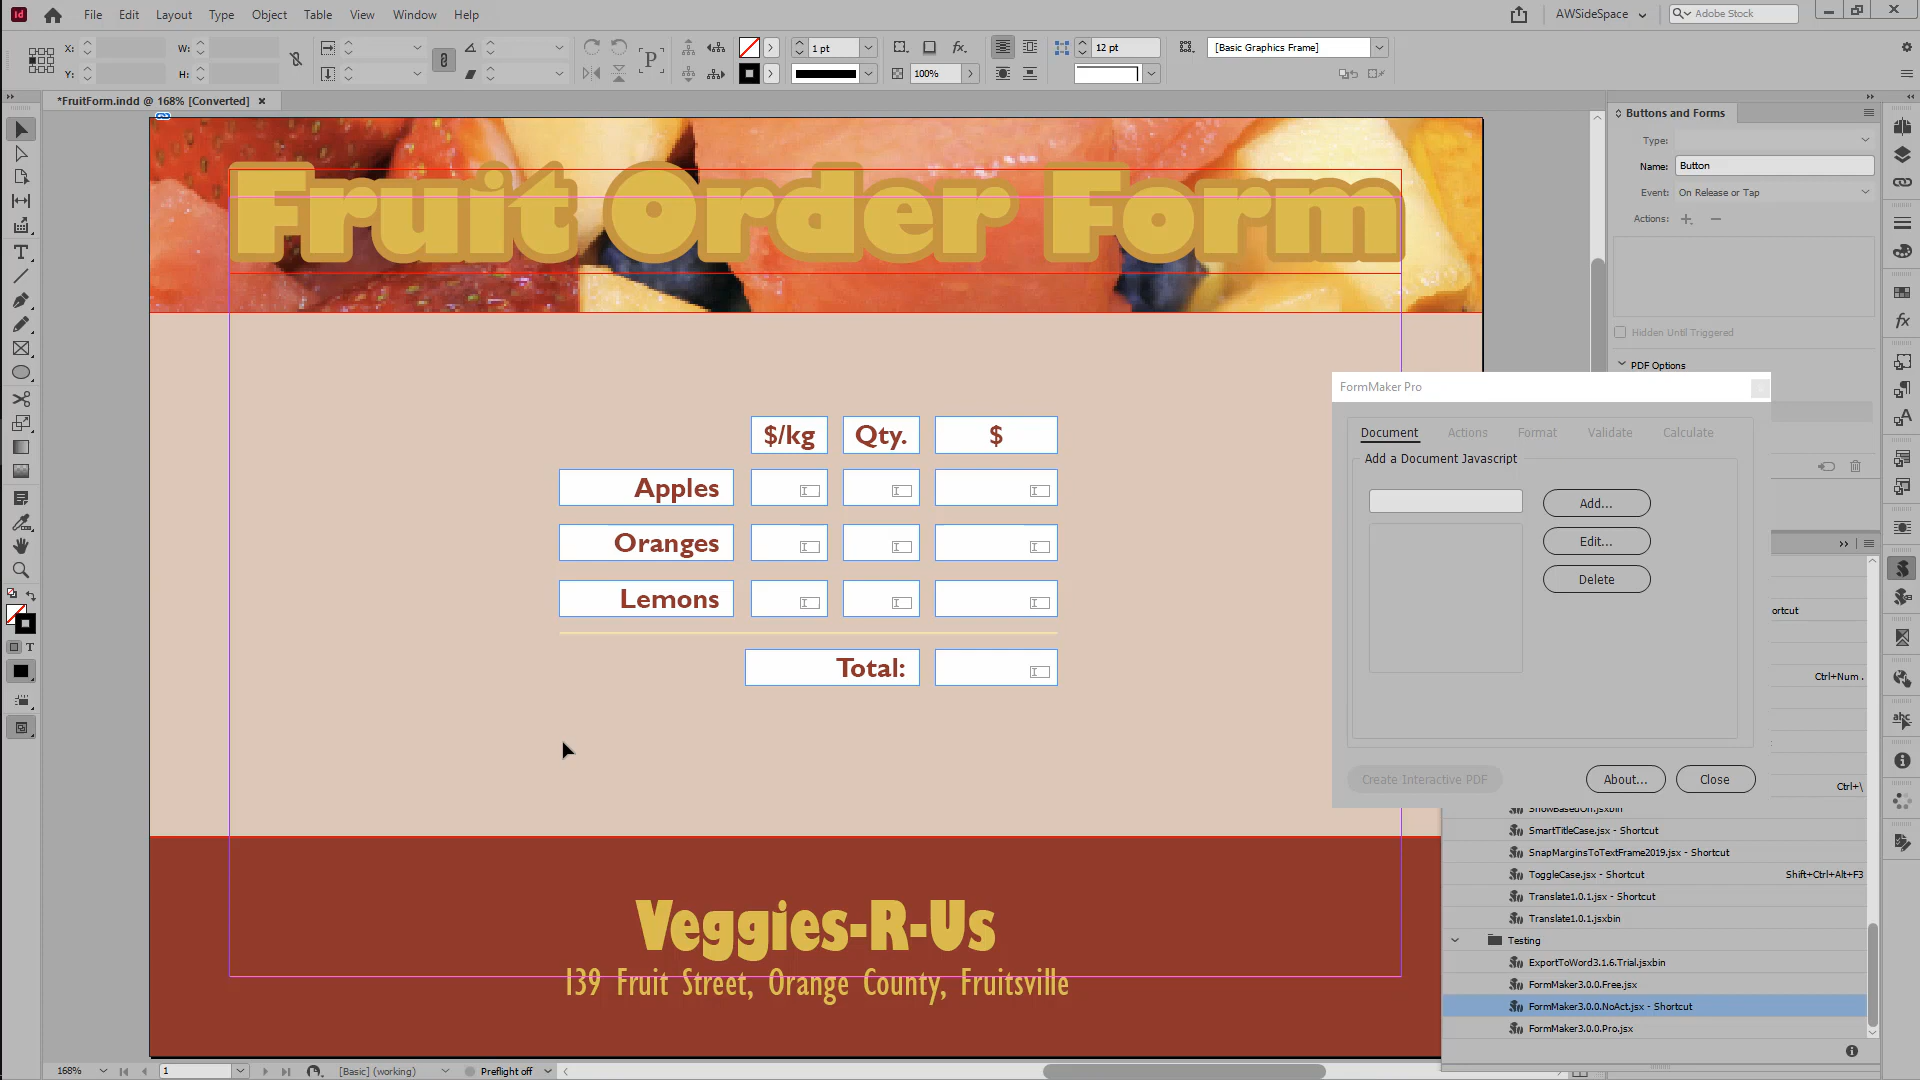 File Edit Layout Type Object Table View Window Help
AWSideSpace
Adobe Stock
X:
W:
1 pt
12 pt
[Basic Graphics Frame]
Y:
H:
100%
*FruitForm.indd @ 168% [Converted]
Buttons and Forms
Type:
Name: Button
Event: On Release or Tap
Actions:
Hidden Until Triggered
PDF Options
Fruit Order Form
$/kg Qty. $
Apples
Oranges
Lemons
Total:
FormMaker Pro
Document Actions Format Validate Calculate
Add a Document Javascript
Add...
Edit...
Delete
Create Interactive PDF
About...
Close
ortcut
Ctrl+Num .
Ctrl+\
ShowBasedOn.jsxbin
SmartTitleCase.jsx - Shortcut
SnapMarginsToTextFrame2019.jsx - Shortcut
ToggleCase.jsx - Shortcut Shift+Ctrl+Alt+F3
Translate1.0.1.jsx - Shortcut
Translate1.0.1.jsxbin
Testing
ExportToWord3.1.6.Trial.jsxbin
FormMaker3.0.0.Free.jsx
FormMaker3.0.0.NoAct.jsx - Shortcut
FormMaker3.0.0.Pro.jsx
Veggies-R-Us
139 Fruit Street, Orange County, Fruitsville
168%
1
[Basic] (working)
Preflight off